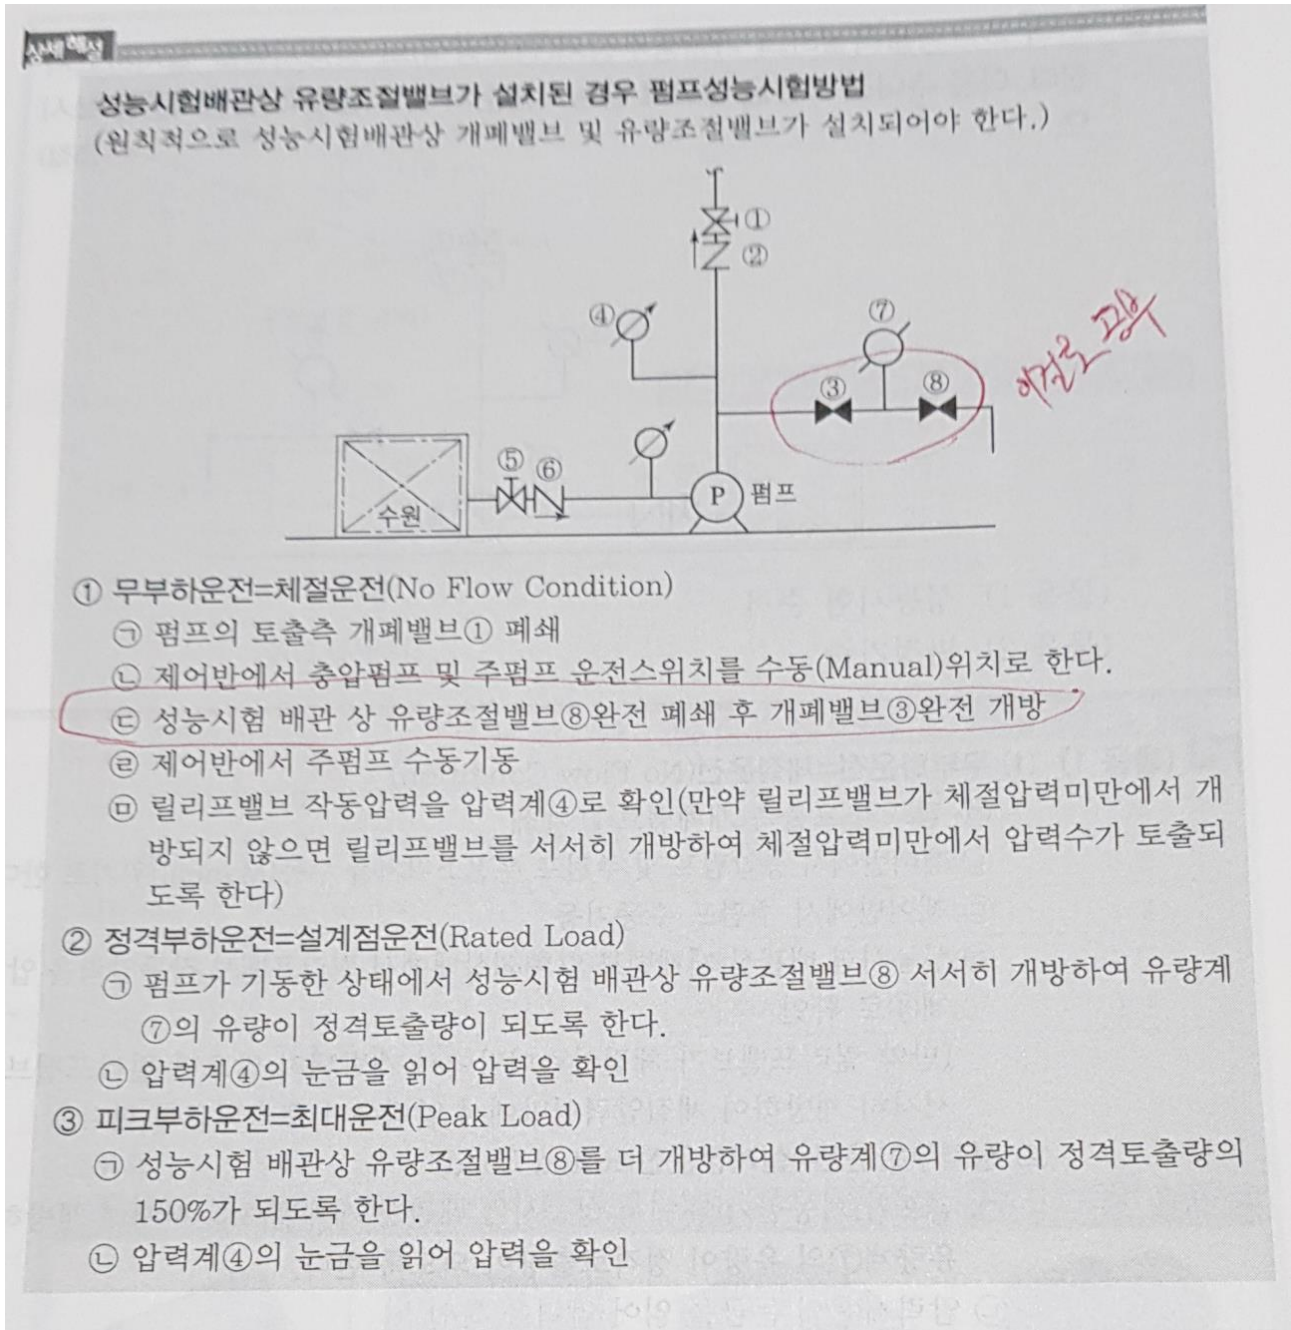 상세해설
성능시험배관상 유량조절밸브가 설치된 경우 펌프성능시험방법
(원칙적으로 성능시험배관상 개폐밸브 및 유량조절밸브가 설치되어야 한다.)
①
②
④
⑦
③
⑧
이걸로 공부
⑤
⑥
P 펌프
수원
① 무부하운전=체절운전(No Flow Condition)
㉠ 펌프의 토출측 개폐밸브① 폐쇄
㉡ 제어반에서 충압펌프 및 주펌프 운전스위치를 수동(Manual)위치로 한다.
㉢ 성능시험 배관 상 유량조절밸브⑧완전 폐쇄 후 개폐밸브③완전 개방
㉣ 제어반에서 주펌프 수동기동
㉤ 릴리프밸브 작동압력을 압력계④로 확인(만약 릴리프밸브가 체절압력미만에서 개
방되지 않으면 릴리프밸브를 서서히 개방하여 체절압력미만에서 압력수가 토출되
도록 한다)
② 정격부하운전=설계점운전(Rated Load)
㉠ 펌프가 기동한 상태에서 성능시험 배관상 유량조절밸브⑧ 서서히 개방하여 유량계
⑦의 유량이 정격토출량이 되도록 한다.
㉡ 압력계④의 눈금을 읽어 압력을 확인
③ 피크부하운전=최대운전(Peak Load)
㉠ 성능시험 배관상 유량조절밸브⑧를 더 개방하여 유량계⑦의 유량이 정격토출량의
150%가 되도록 한다.
㉡ 압력계④의 눈금을 읽어 압력을 확인